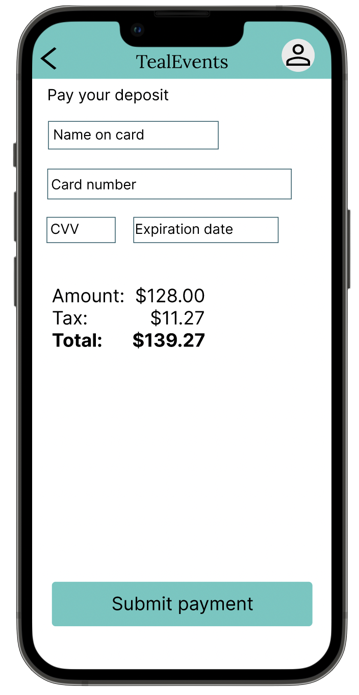 TealEvents
Pay your deposit
Name on card
Card number
CVV Expiration date
Amount: $128.00
Tax: $11.27
Total: $139.27
Submit payment